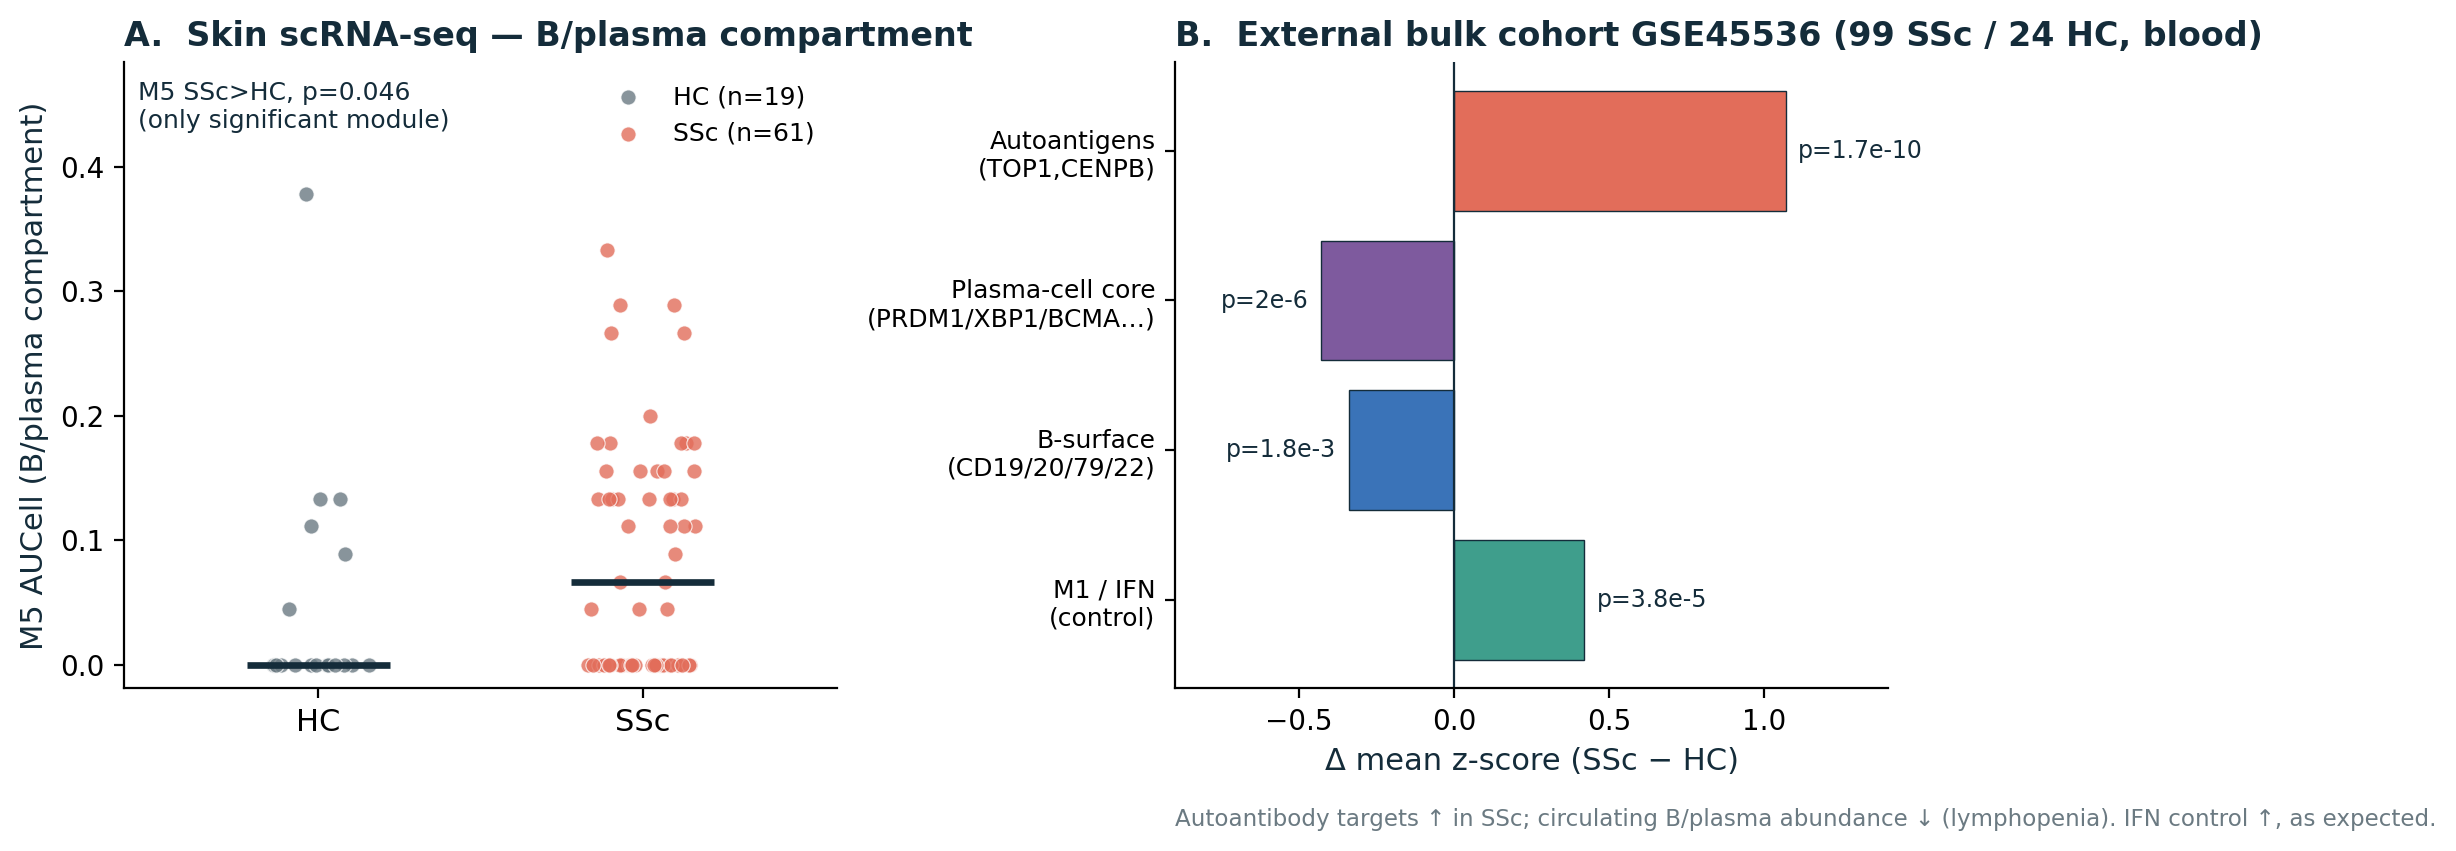 A.  Skin scRNA-seq — B/plasma compartment
M5 SSc>HC, p=0.046
(only significant module)
HC (n=19)
SSc (n=61)
M5 AUCell (B/plasma compartment)
0.4
0.3
0.2
0.1
0.0
HC
SSc
B.  External bulk cohort GSE45536 (99 SSc / 24 HC, blood)
Autoantigens
(TOP1,CENPB)
p=1.7e-10
Plasma-cell core
(PRDM1/XBP1/BCMA…)
p=2e-6
B-surface
(CD19/20/79/22)
p=1.8e-3
M1 / IFN
(control)
p=3.8e-5
−0.5
0.0
0.5
1.0
Δ mean z-score (SSc − HC)
Autoantibody targets ↑ in SSc; circulating B/plasma abundance ↓ (lymphopenia). IFN control ↑, as expected.